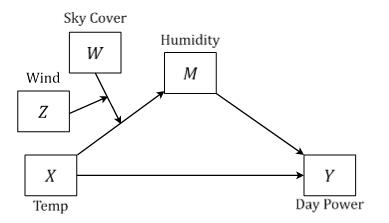 Sky Cover
W
Humidity
M
Wind
Z
X
Temp
Y
Day Power